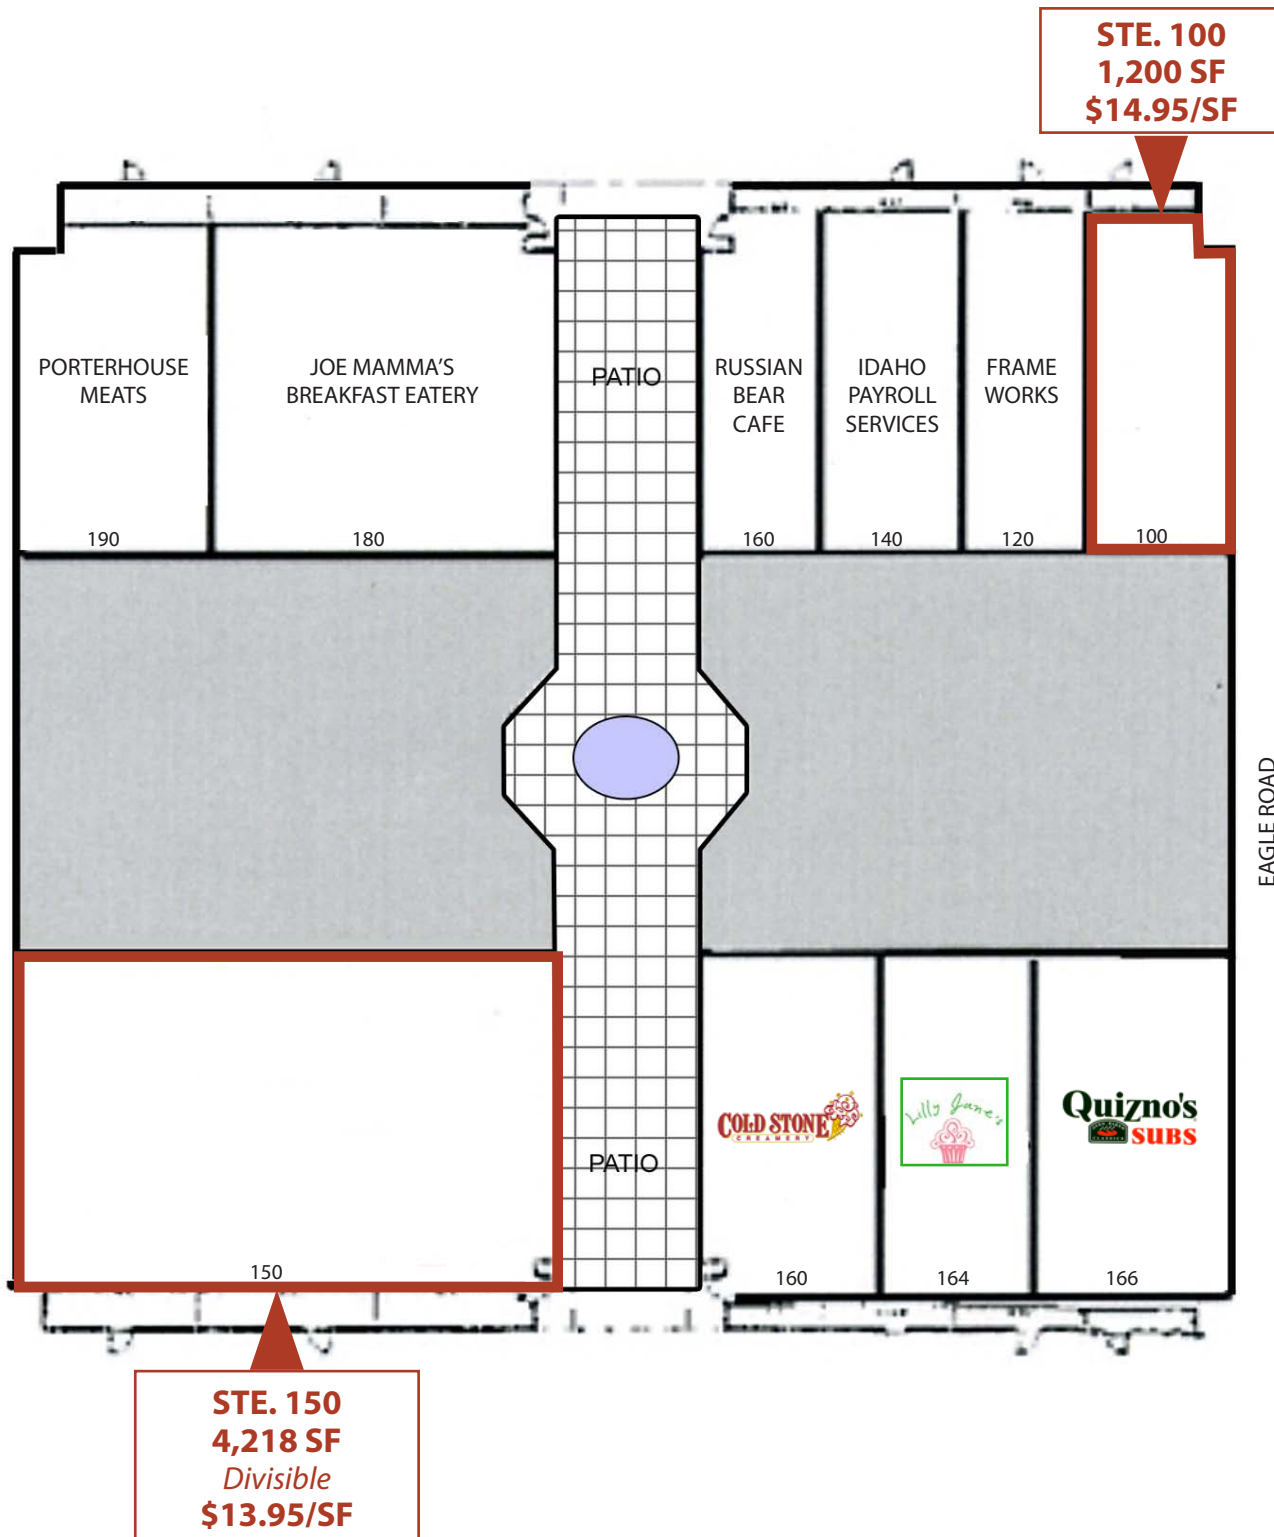 STE. 100
1,200 SF
$14.95/SF
PORTERHOUSE
MEATS
190
JOE MAMMA'S
BREAKFAST EATERY
180
PATIO
RUSSIAN
BEAR
CAFE
160
IDAHO
PAYROLL
SERVICES
140
FRAME
WORKS
120
100
EAGLE ROAD
150
PATIO
COLD STONE
CREAMERY
160
Lilly Jane's
164
Quizno's
SUBS
166
STE. 150
4,218 SF
Divisible
$13.95/SF